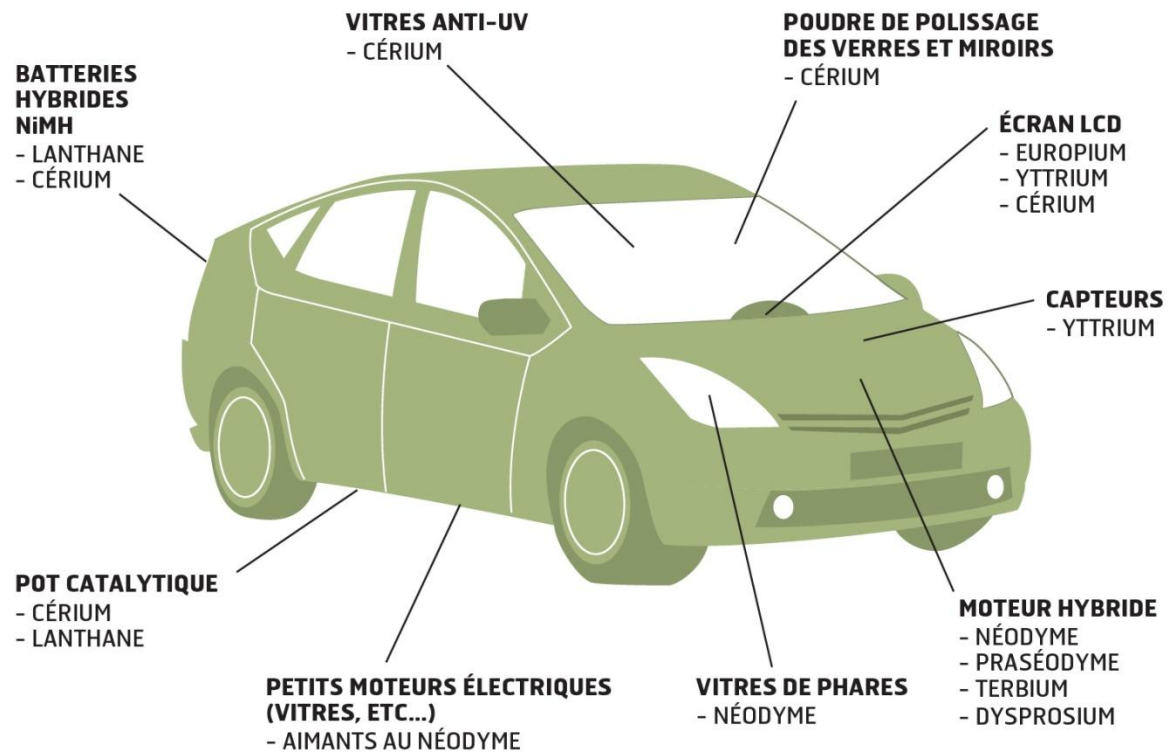 VITRES ANTI-UV
- CÉRIUM
POUDRE DE POLISSAGE
DES VERRES ET MIROIRS
- CÉRIUM
BATTERIES
HYBRIDES
NiMH
- LANTHANE
- CÉRIUM
ÉCRAN LCD
- EUROPIUM
- YTTRIUM
- CÉRIUM
CAPTEURS
- YTTRIUM
POT CATALYTIQUE
- CÉRIUM
- LANTHANE
PETITS MOTEURS ÉLECTRIQUES
(VITRES, ETC...)
- AIMANTS AU NÉODYME
VITRES DE PHARES
- NÉODYME
MOTEUR HYBRIDE
- NÉODYME
- PRASÉODYME
- TERBIUM
- DYSPROSIUM